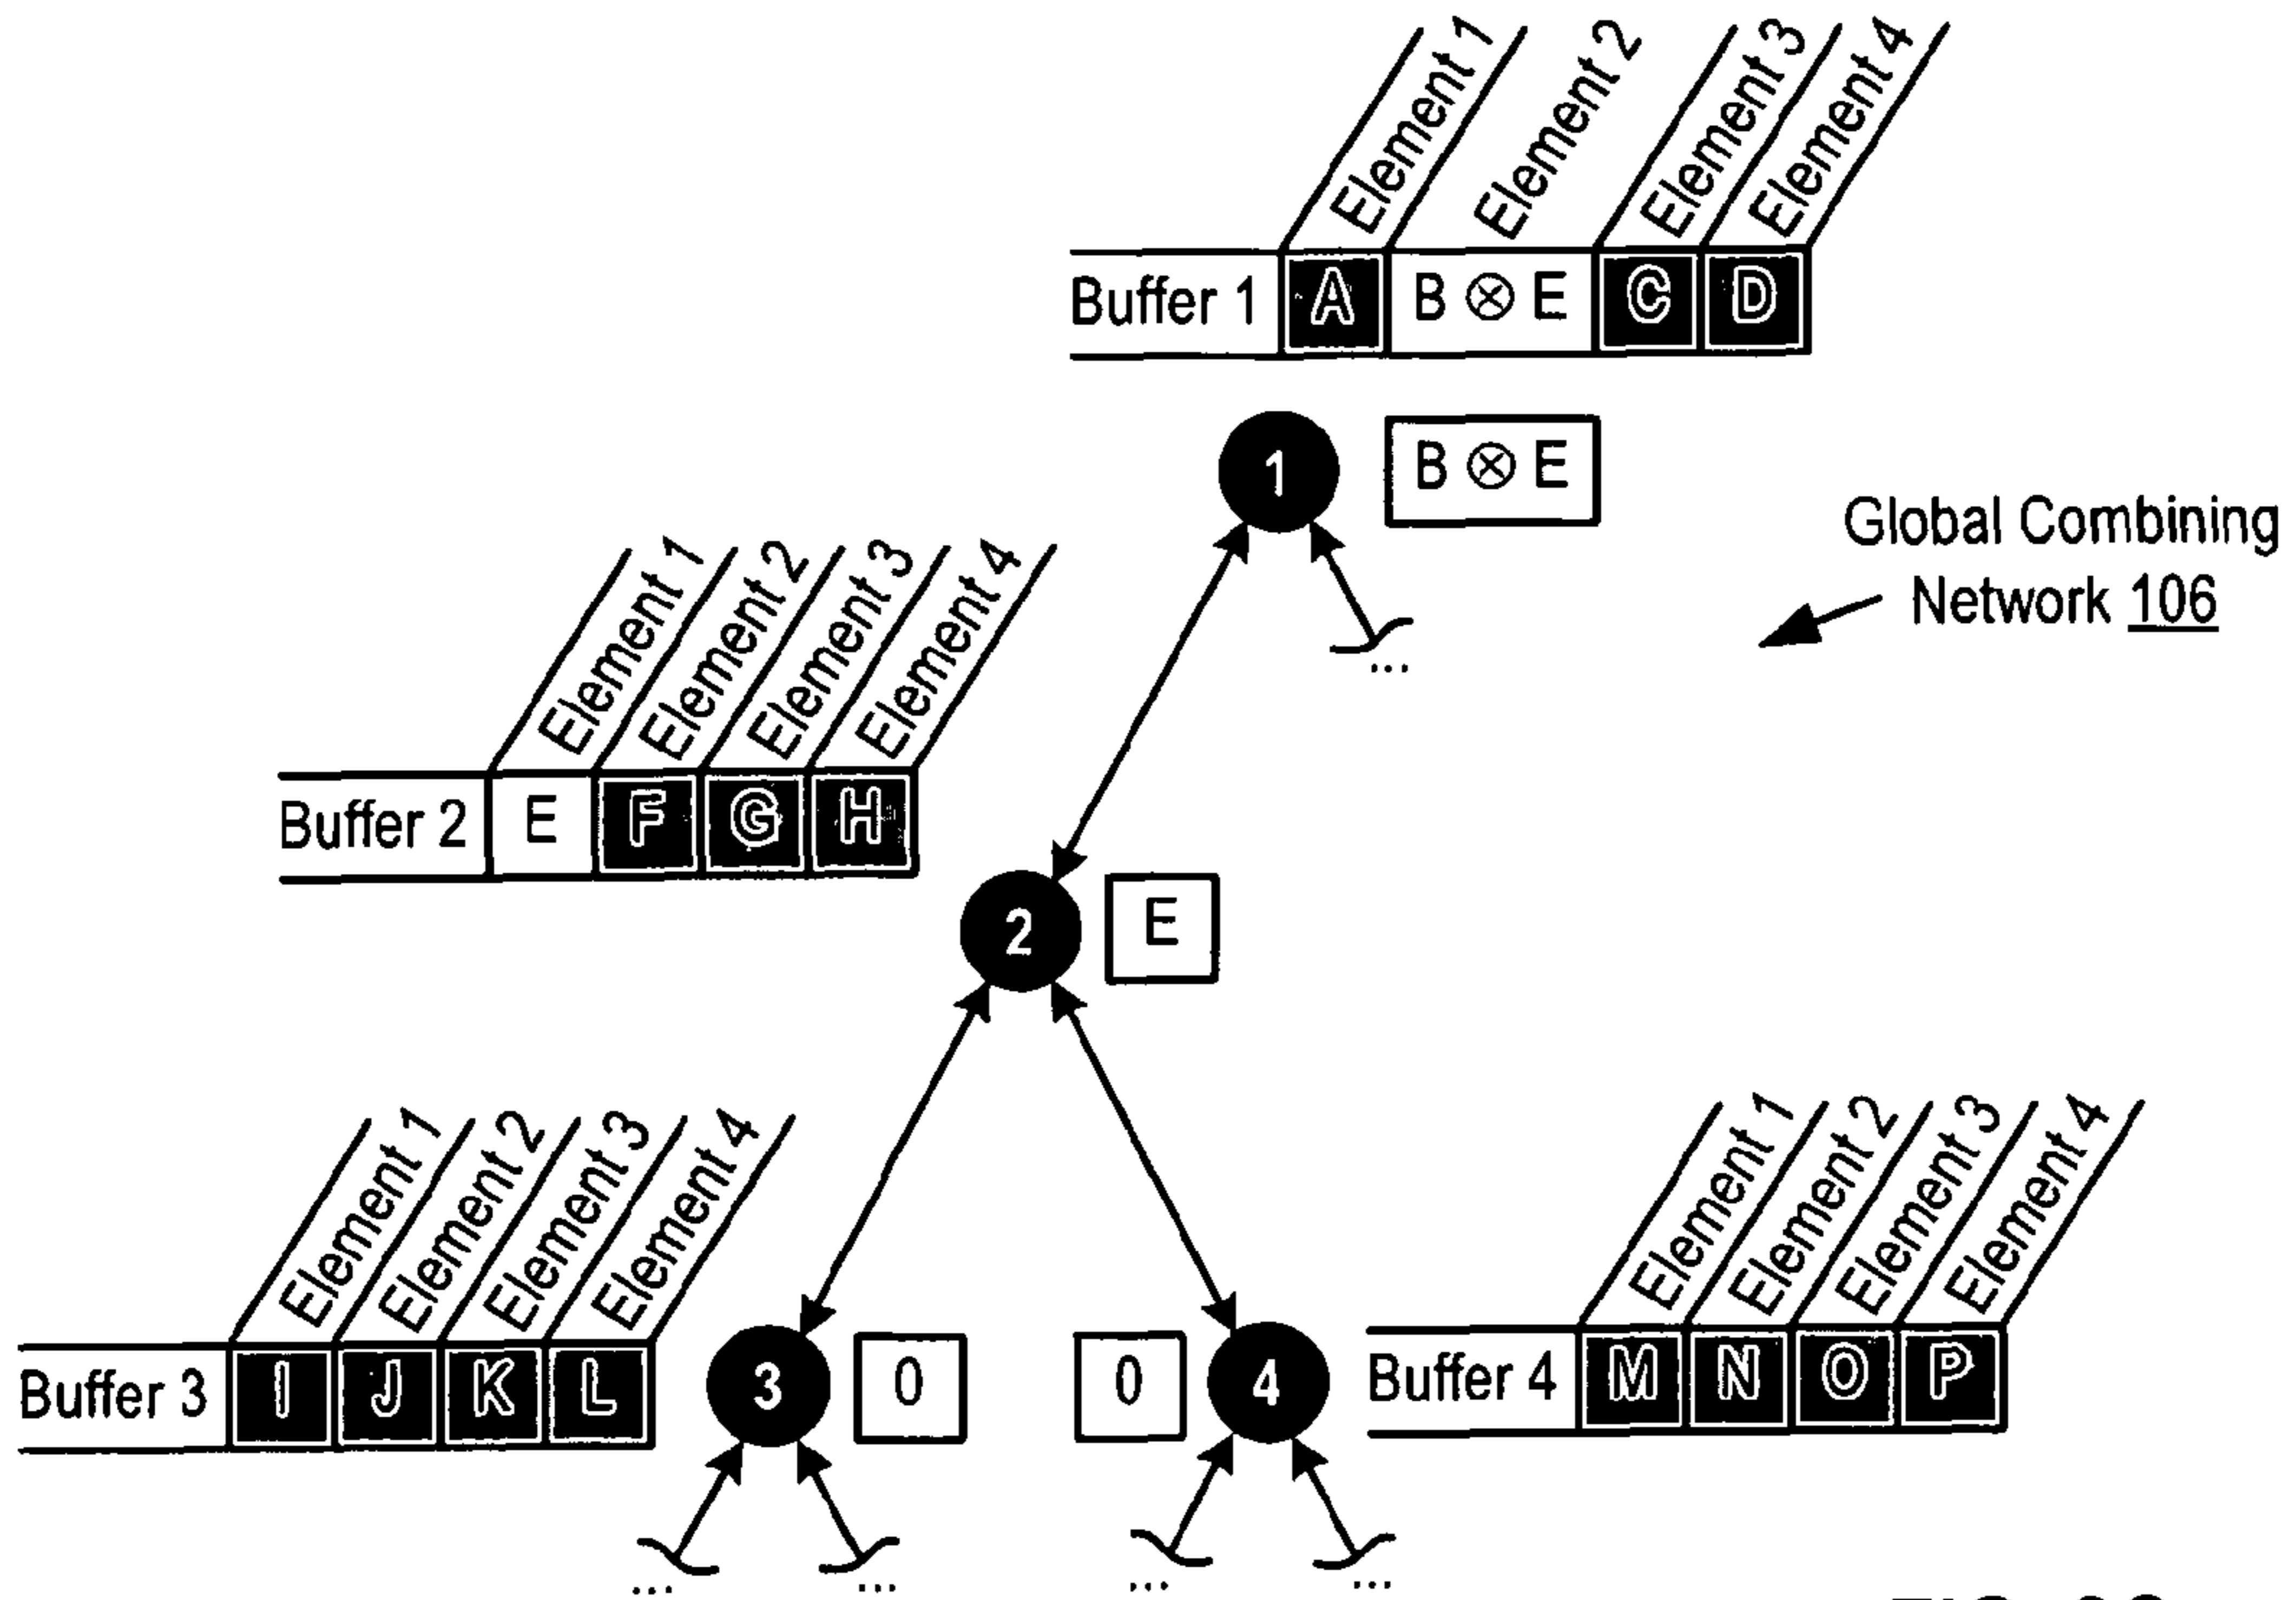 Element 1 Element 2 Element 3 Element 4
Buffer 1 A B ⊗ E C D
1 B ⊗ E
Global Combining
Network 106
...
Element 1 Element 2 Element 3 Element 4
Buffer 2 E F G H
2 E
Element 1 Element 2 Element 3 Element 4
Buffer 3 I J K L
3 0
0 4
Element 1 Element 2 Element 3 Element 4
Buffer 4 M N O P
... ... ... ...